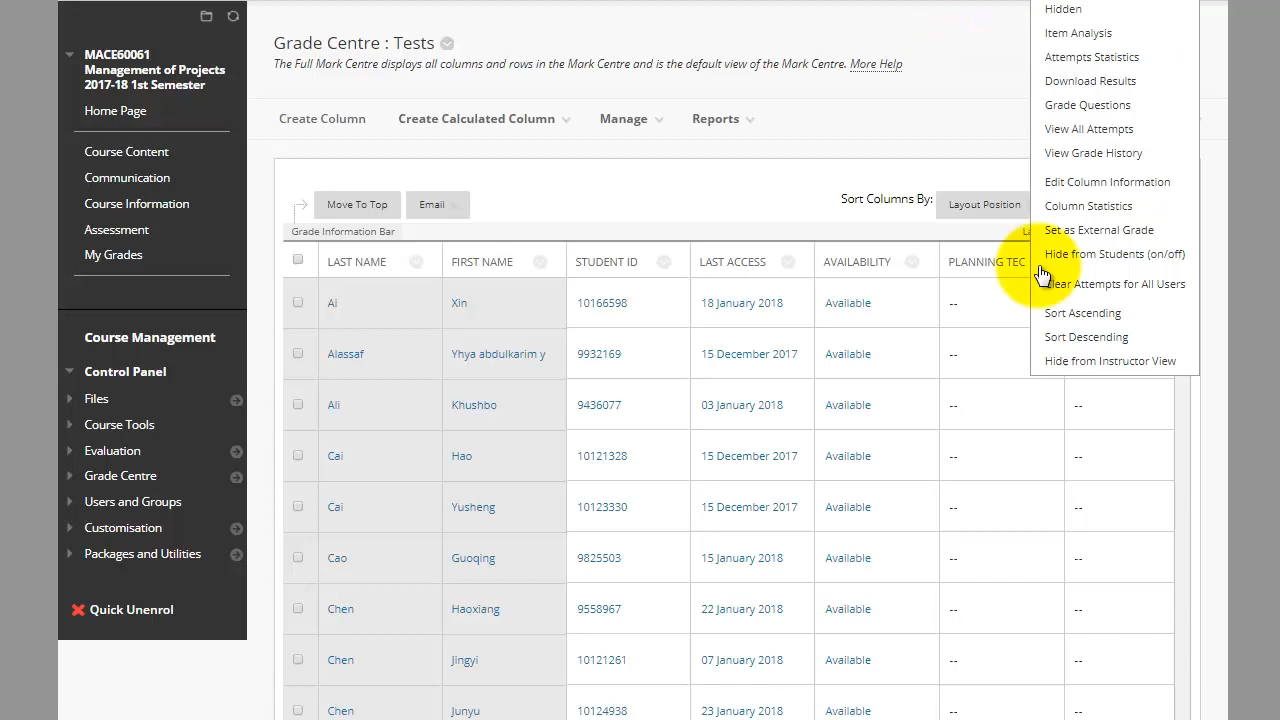 MACE60061
Management of Projects
2017-18 1st Semester
Home Page
Course Content
Communication
Course Information
Assessment
My Grades
Course Management
Control Panel
Files
Course Tools
Evaluation
Grade Centre
Users and Groups
Customisation
Packages and Utilities
Quick Unenrol
Grade Centre : Tests
The Full Mark Centre displays all columns and rows in the Mark Centre and is the default view of the Mark Centre. More Help
Create Column Create Calculated Column Manage Reports
Move To Top Email Sort Columns By: Layout Position
Grade Information Bar
LAST NAME FIRST NAME STUDENT ID LAST ACCESS AVAILABILITY PLANNING TEC
Ai Xin 10166598 18 January 2018 Available --
Alassaf Yhya abdulkarim y 9932169 15 December 2017 Available --
Ali Khushbo 9436077 03 January 2018 Available -- --
Cai Hao 10121328 15 December 2017 Available -- --
Cai Yusheng 10123330 15 December 2017 Available -- --
Cao Guoqing 9825503 15 January 2018 Available -- --
Chen Haoxiang 9558967 22 January 2018 Available -- --
Chen Jingyi 10121261 07 January 2018 Available -- --
Chen Junyu 10124938 23 January 2018 Available -- --
Hidden
Item Analysis
Attempts Statistics
Download Results
Grade Questions
View All Attempts
View Grade History
Edit Column Information
Column Statistics
Set as External Grade
Hide from Students (on/off)
Clear Attempts for All Users
Sort Ascending
Sort Descending
Hide from Instructor View